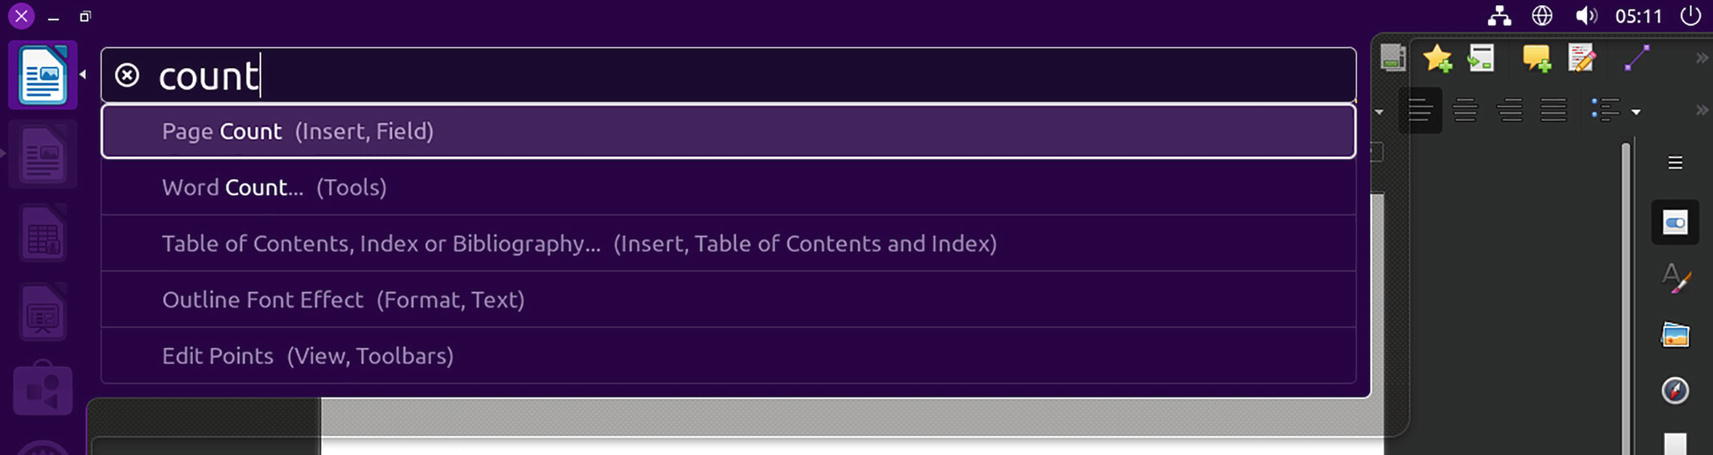 05:11
count
Page Count (Insert, Field)
Word Count... (Tools)
Table of Contents, Index or Bibliography... (Insert, Table of Contents and Index)
Outline Font Effect (Format, Text)
Edit Points (View, Toolbars)